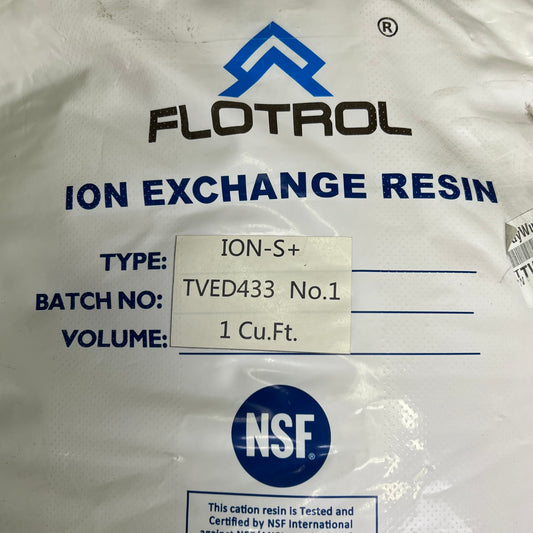 ®
FLOTROL
ION EXCHANGE RESIN
TYPE: ION-S+
BATCH NO: TVED433 No.1
VOLUME: 1 Cu.Ft.
NSF®
This cation resin is Tested and
Certified by NSF International